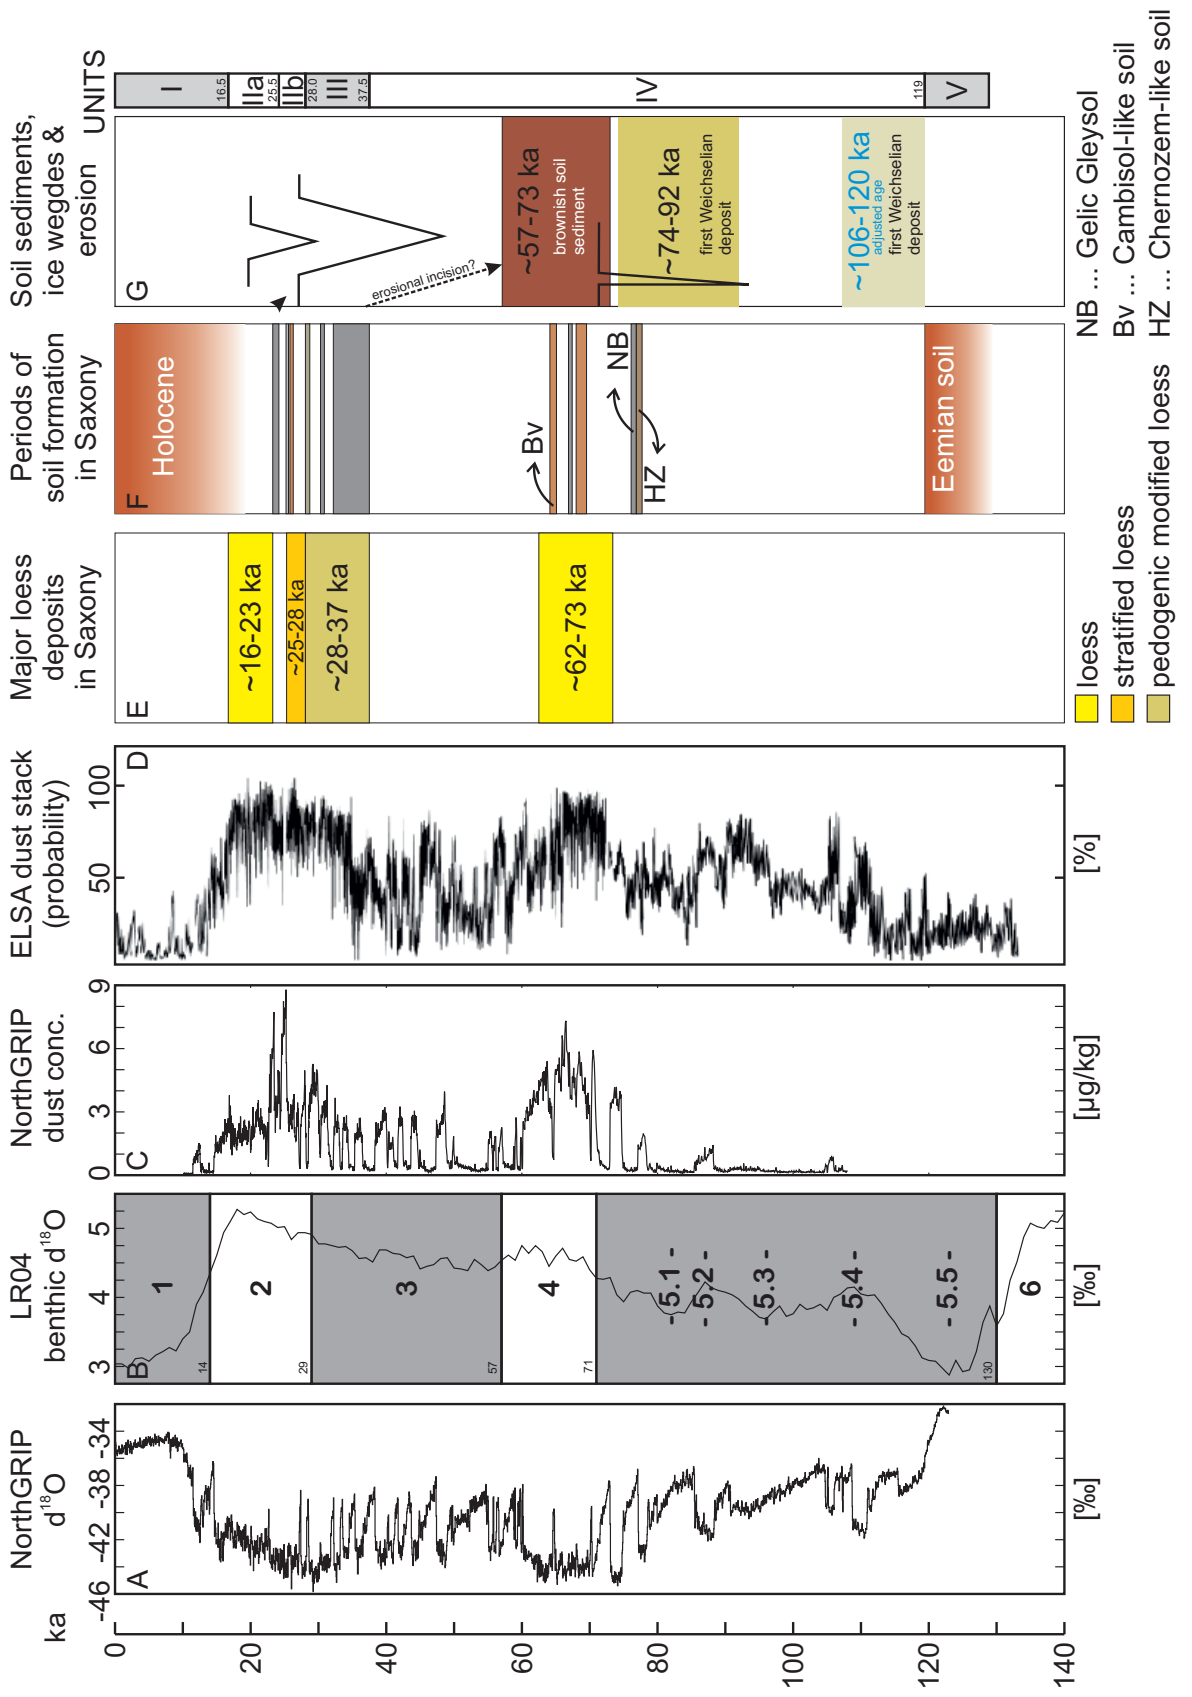 UNITS
I
16.5
IIa
25.5
IIb
28.0
III
37.5
IV
119
V
Soil sediments,
ice wegdes &
erosion
G
erosional incision?
~57-73 ka
brownish soil
sediment
~74-92 ka
first Weichselian
deposit
~106-120 ka
adjusted age
first Weichselian
deposit
Periods of
soil formation
in Saxony
F
Holocene
Bv
NB
HZ
Eemian soil
NB ... Gelic Gleysol
Bv ... Cambisol-like soil
HZ ... Chernozem-like soil
Major loess
deposits
in Saxony
E
~16-23 ka
~25-28 ka
~28-37 ka
~62-73 ka
loess
stratified loess
pedogenic modified loess
ELSA dust stack
(probability)
D
100
50
[%]
NorthGRIP
dust conc.
C
9
6
3
0
[µg/kg]
LR04
benthic d18O
B
5
4
3
1
14
2
29
3
57
4
71
- 5.1 -
- 5.2 -
- 5.3 -
- 5.4 -
- 5.5 -
130
6
[‰]
NorthGRIP
d18O
A
-34
-38
-42
-46
[‰]
ka
0
20
40
60
80
100
120
140